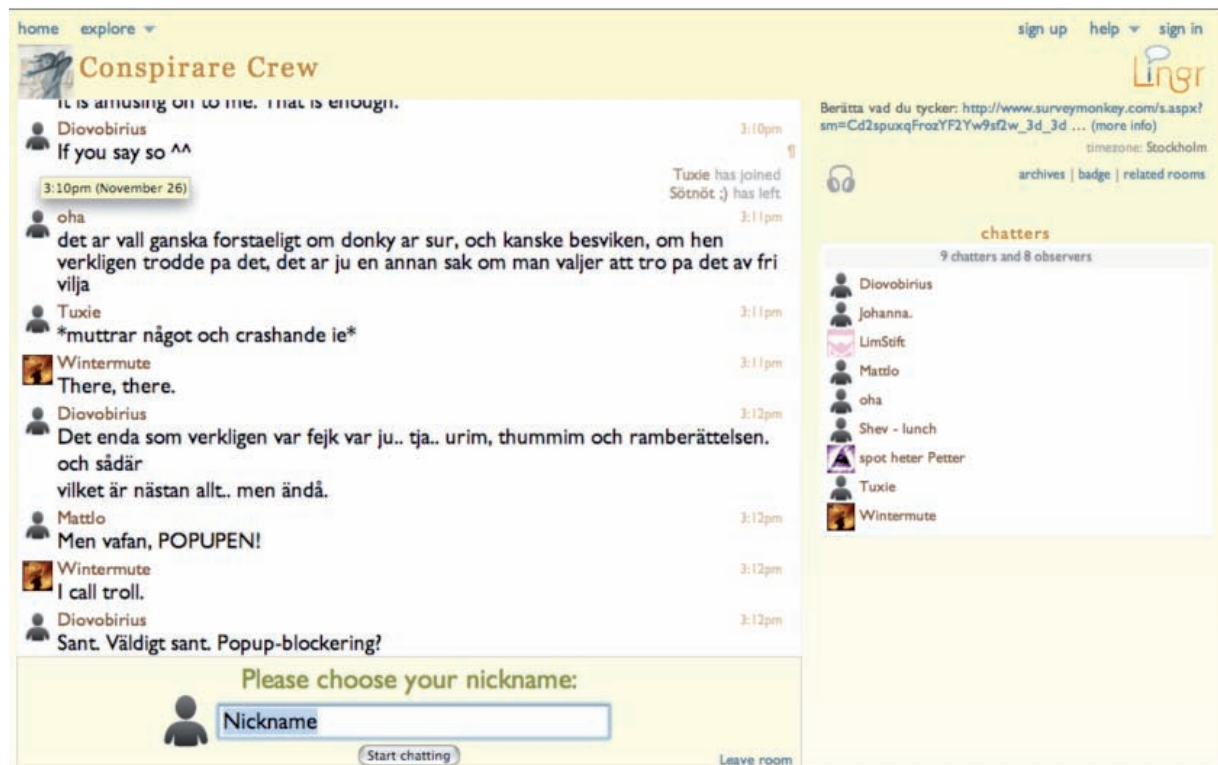 home explore
sign up help sign in
Conspirare Crew
Lingr
It is amusing on to me. That is enough.
Diovobirius 3:10pm
If you say so ^^
¶
3:10pm (November 26)
Tuxie has joined
Sötnöt ;) has left
oha 3:11pm
det ar vall ganska forstaeligt om donky ar sur, och kanske besviken, om hen
verkligen trodde pa det, det ar ju en annan sak om man valjer att tro pa det av fri
vilja
Tuxie 3:11pm
*muttrar något och crashande ie*
Wintermute 3:11pm
There, there.
Diovobirius 3:12pm
Det enda som verkligen var fejk var ju.. tja.. urim, thummim och ramberättelsen.
och sådär
vilket är nästan allt.. men ändå.
Mattlo 3:12pm
Men vafan, POPUPEN!
Wintermute 3:12pm
I call troll.
Diovobirius 3:12pm
Sant. Väldigt sant. Popup-blockering?
Please choose your nickname:
Nickname
Start chatting
Leave room
Berätta vad du tycker: http://www.surveymonkey.com/s.aspx?
sm=Cd2spuxqFrozYF2Yw9sf2w_3d_3d ... (more info)
timezone: Stockholm
archives | badge | related rooms
chatters
9 chatters and 8 observers
Diovobirius
Johanna.
LimStift
Mattlo
oha
Shev - lunch
spot heter Petter
Tuxie
Wintermute